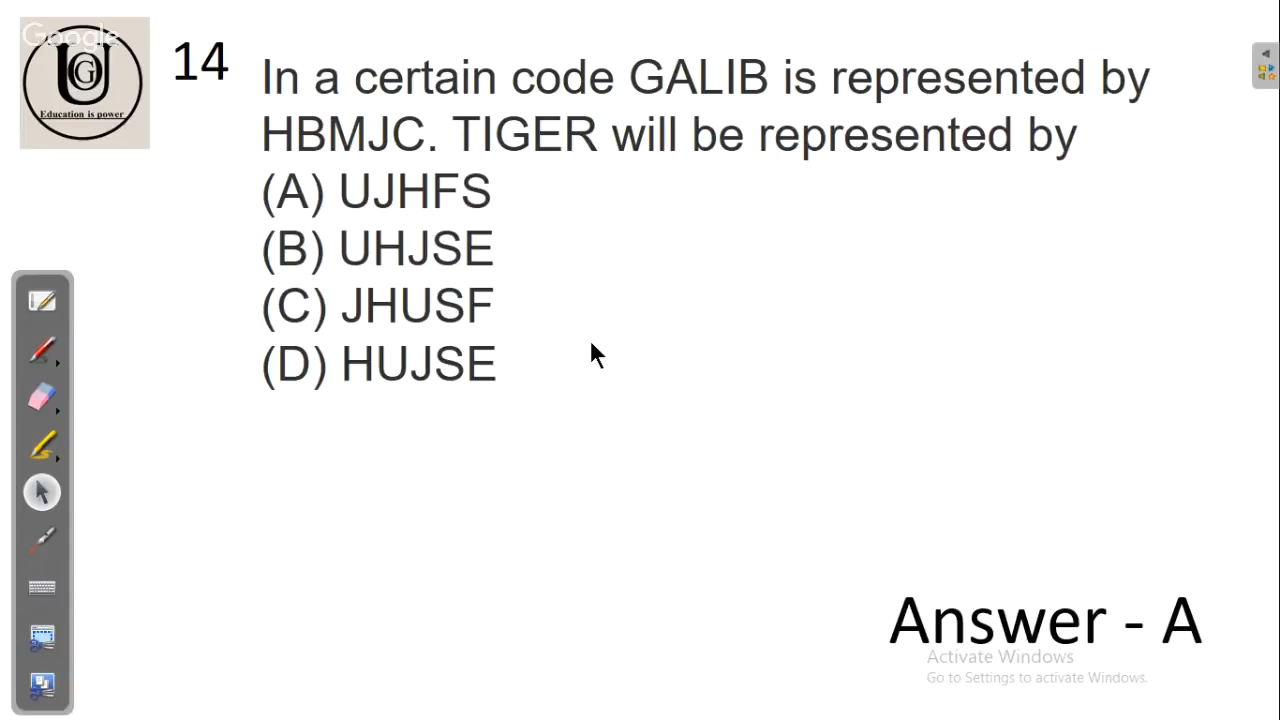 Google
UG
Education is power
14
In a certain code GALIB is represented by
HBMJC. TIGER will be represented by
(A) UJHFS
(B) UHJSE
(C) JHUSF
(D) HUJSE
Answer - A
Activate Windows
Go to Settings to activate Windows.